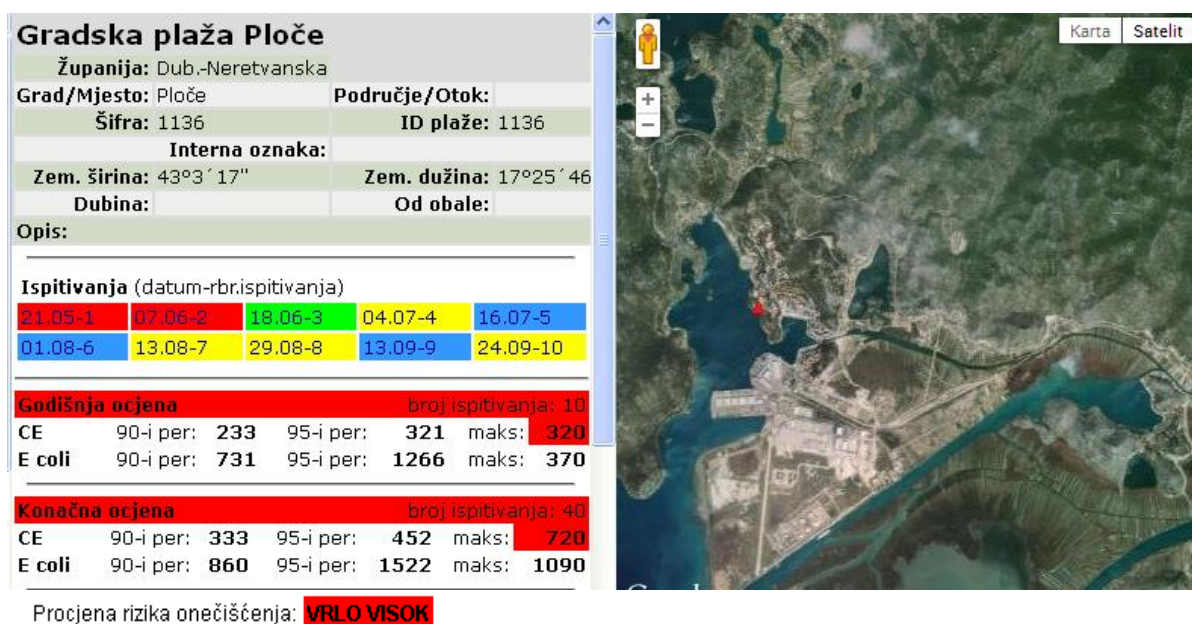 Gradska plaža Ploče
Županija: Dub.-Neretvanska
Grad/Mjesto: Ploče Područje/Otok:
Šifra: 1136 ID plaže: 1136
Interna oznaka:
Zem. širina: 43º3´17" Zem. dužina: 17º25´46
Dubina: Od obale:
Opis:
Ispitivanja (datum-rbr.ispitivanja)
21.05-1 07.06-2 18.06-3 04.07-4 16.07-5
01.08-6 13.08-7 29.08-8 13.09-9 24.09-10
Godišnja ocjena broj ispitivanja: 10
CE 90-i per: 233 95-i per: 321 maks: 320
E coli 90-i per: 731 95-i per: 1266 maks: 370
Konačna ocjena broj ispitivanja: 40
CE 90-i per: 333 95-i per: 452 maks: 720
E coli 90-i per: 860 95-i per: 1522 maks: 1090
Procjena rizika onečišćenja: VRLO VISOK
Karta Satelit
+
−